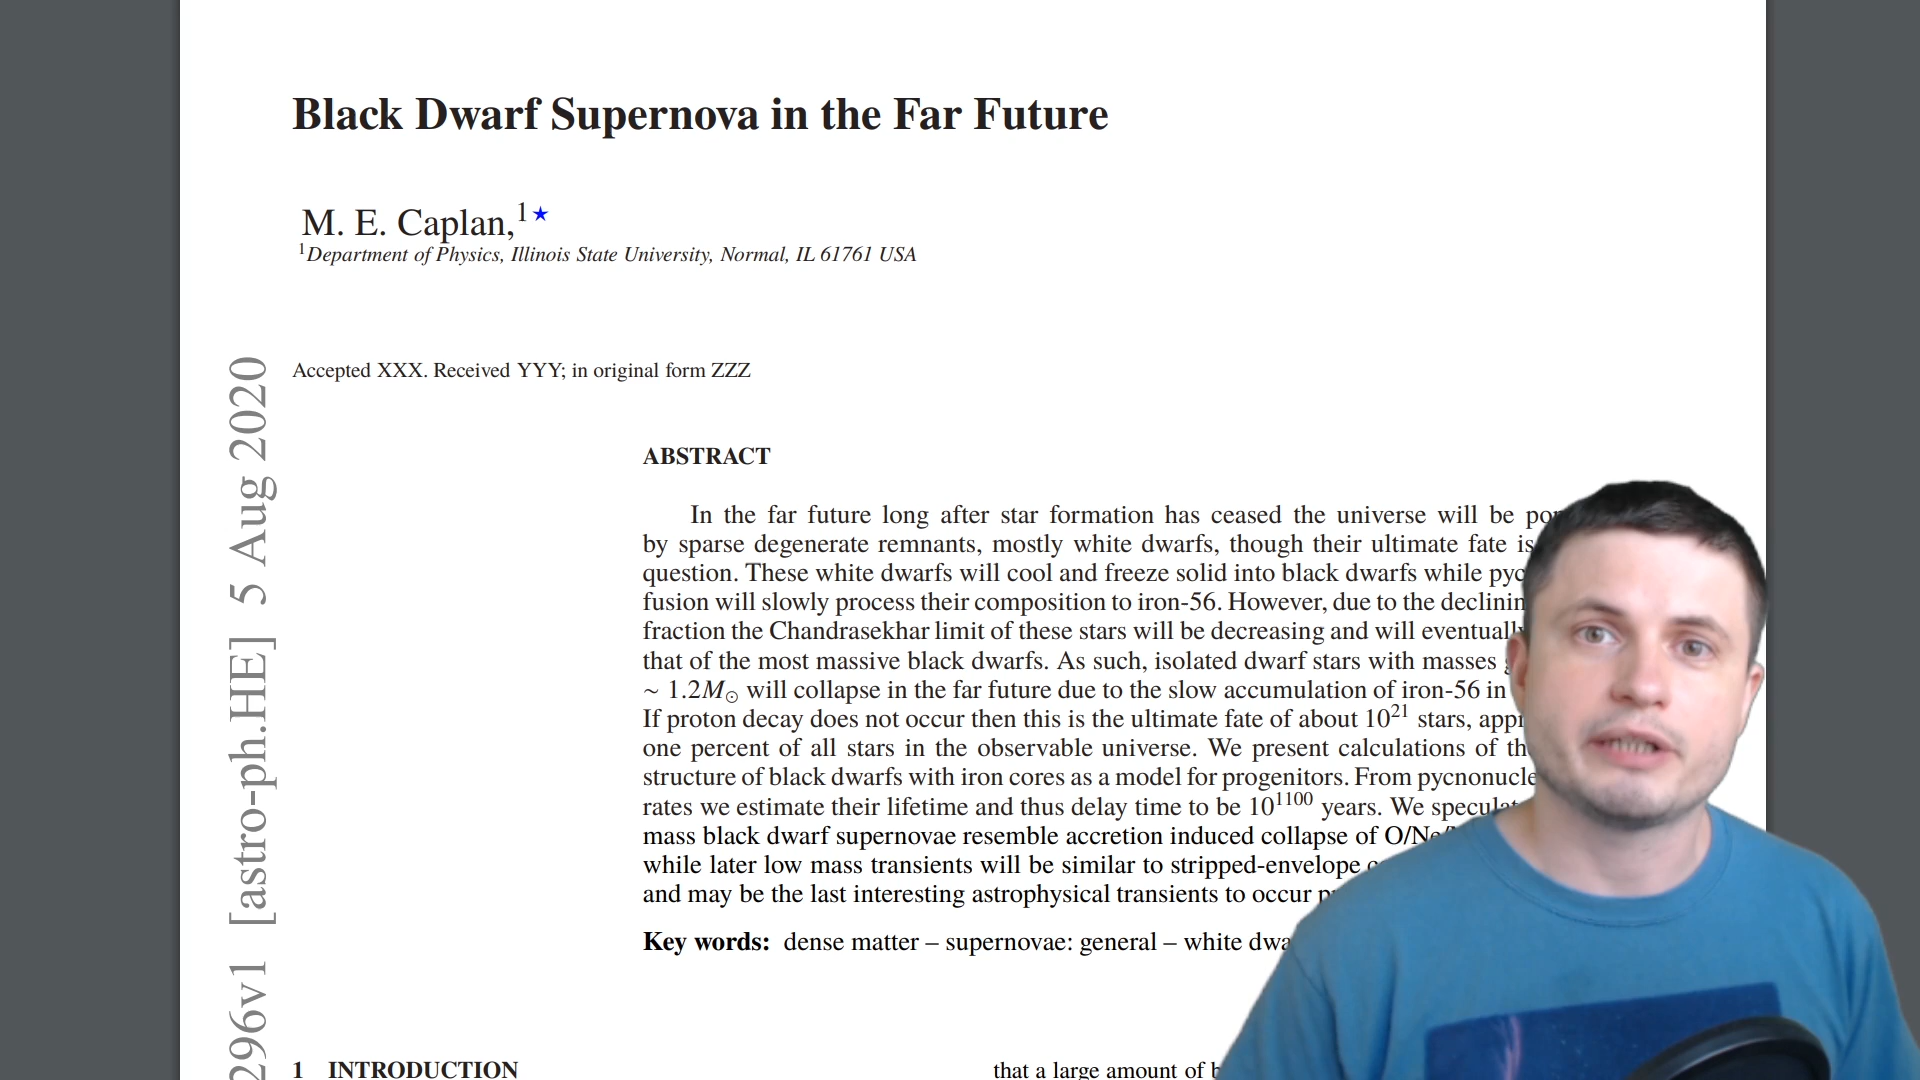 Black Dwarf Supernova in the Far Future
M. E. Caplan,¹★
¹Department of Physics, Illinois State University, Normal, IL 61761 USA
Accepted XXX. Received YYY; in original form ZZZ
296v1 [astro-ph.HE] 5 Aug 2020
ABSTRACT
In the far future long after star formation has ceased the universe will be
by sparse degenerate remnants, mostly white dwarfs, though their ultimate fate is
question. These white dwarfs will cool and freeze solid into black dwarfs while
fusion will slowly process their composition to iron-56. However, due to the
fraction the Chandrasekhar limit of these stars will be decreasing and will
that of the most massive black dwarfs. As such, isolated dwarf stars with masses
∼ 1.2M⊙ will collapse in the far future due to the slow accumulation of iron-56 in
If proton decay does not occur then this is the ultimate fate of about 10²¹ stars,
one percent of all stars in the observable universe. We present calculations of
structure of black dwarfs with iron cores as a model for progenitors. From
rates we estimate their lifetime and thus delay time to be 10¹¹⁰⁰ years. We
mass black dwarf supernovae resemble accretion induced collapse of
while later low mass transients will be similar to stripped-envelope
and may be the last interesting astrophysical transients to occur
Key words: dense matter – supernovae: general – white
1 INTRODUCTION
that a large amount of